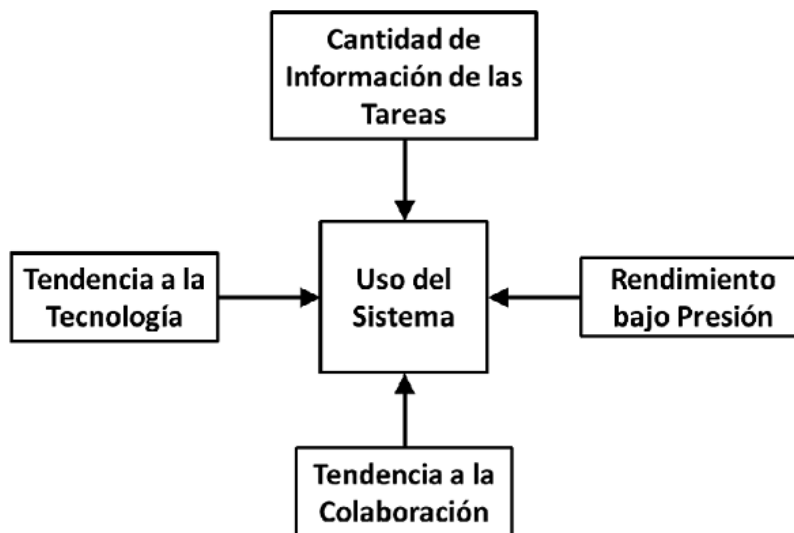 Cantidad de
Información de las
Tareas
Tendencia a la
Tecnología
Uso del
Sistema
Rendimiento
bajo Presión
Tendencia a la
Colaboración